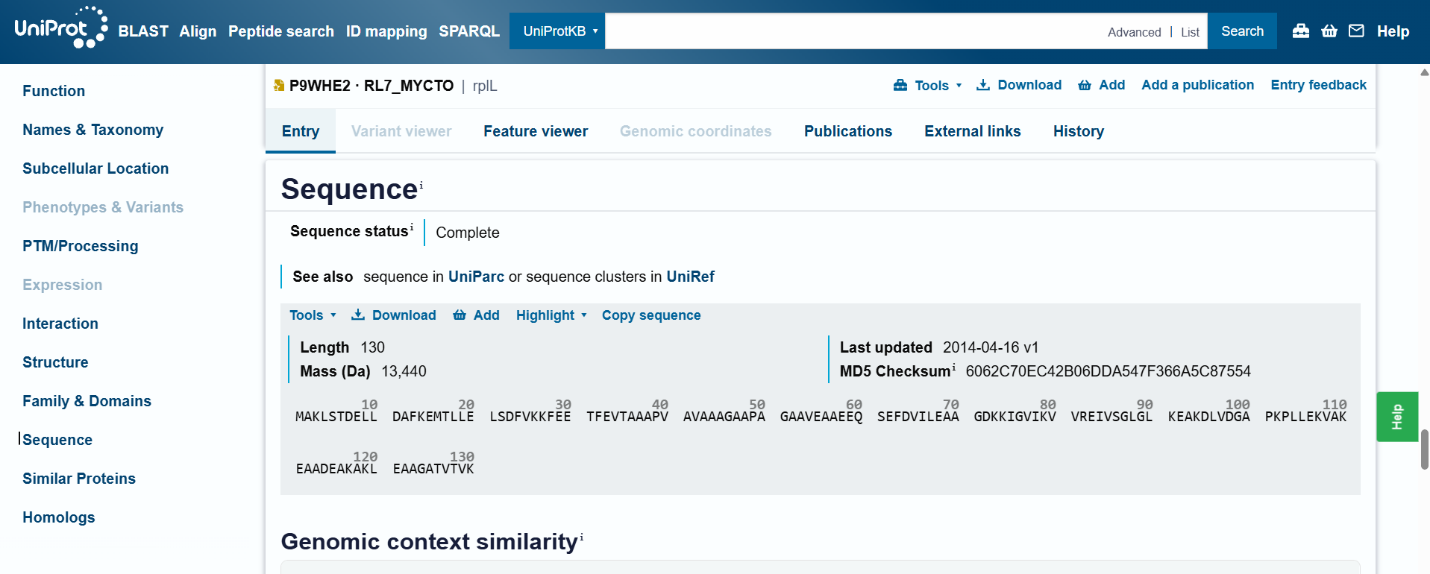 UniProt BLAST Align Peptide search ID mapping SPARQL UniProtKB Advanced | List Search Help
Function
Names & Taxonomy
Subcellular Location
Phenotypes & Variants
PTM/Processing
Expression
Interaction
Structure
Family & Domains
Sequence
Similar Proteins
Homologs
P9WHE2 · RL7_MYCTO | rplL Tools Download Add Add a publication Entry feedback
Entry Variant viewer Feature viewer Genomic coordinates Publications External links History
Sequence i
Sequence status i Complete
See also sequence in UniParc or sequence clusters in UniRef
Tools Download Add Highlight Copy sequence
Length 130
Mass (Da) 13,440
Last updated 2014-04-16 v1
MD5 Checksum i 6062C70EC42B06DDA547F366A5C87554
10 20 30 40 50 60 70 80 90 100 110
MAKLSTDELL DAFKEMTLLE LSDFVKKFEE TFEVTAAAPV AVAAAGAAPA GAAVEAAEEQ SEFDVILEAA GDKKIGVIKV VREIVSGLGL KEAKDLVDGA PKPLLEKVAK
120 130
EAADEAKAKL EAAGATVTVK
Genomic context similarity i
Help